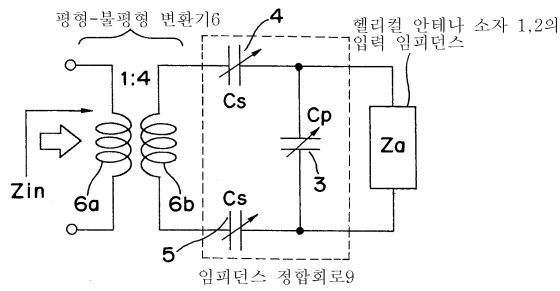 평형-불평형 변환기6
4
헬리컬 안테나 소자 1,2의
입력 임피던스
1:4
Cs
Cp
Za
Zin
3
6a
6b
Cs
5
임피던스 정합회로9